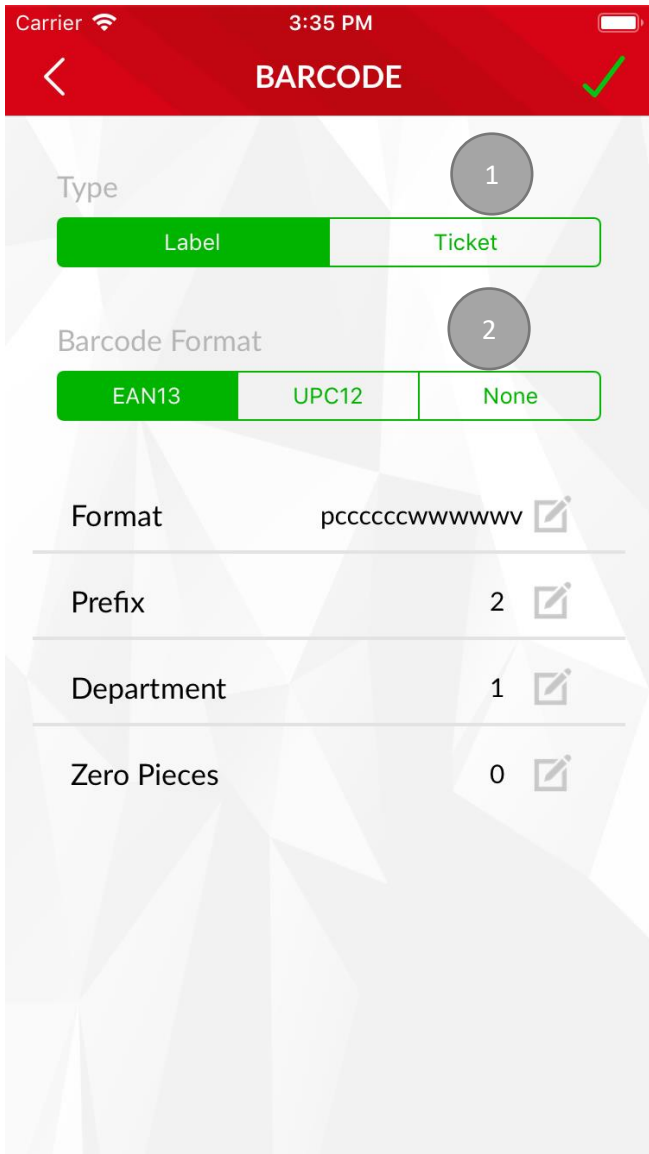 Carrier 3:35 PM
BARCODE
Type 1
Label Ticket
Barcode Format 2
EAN13 UPC12 None
Format pccccccwwwwwv
Prefix 2
Department 1
Zero Pieces 0